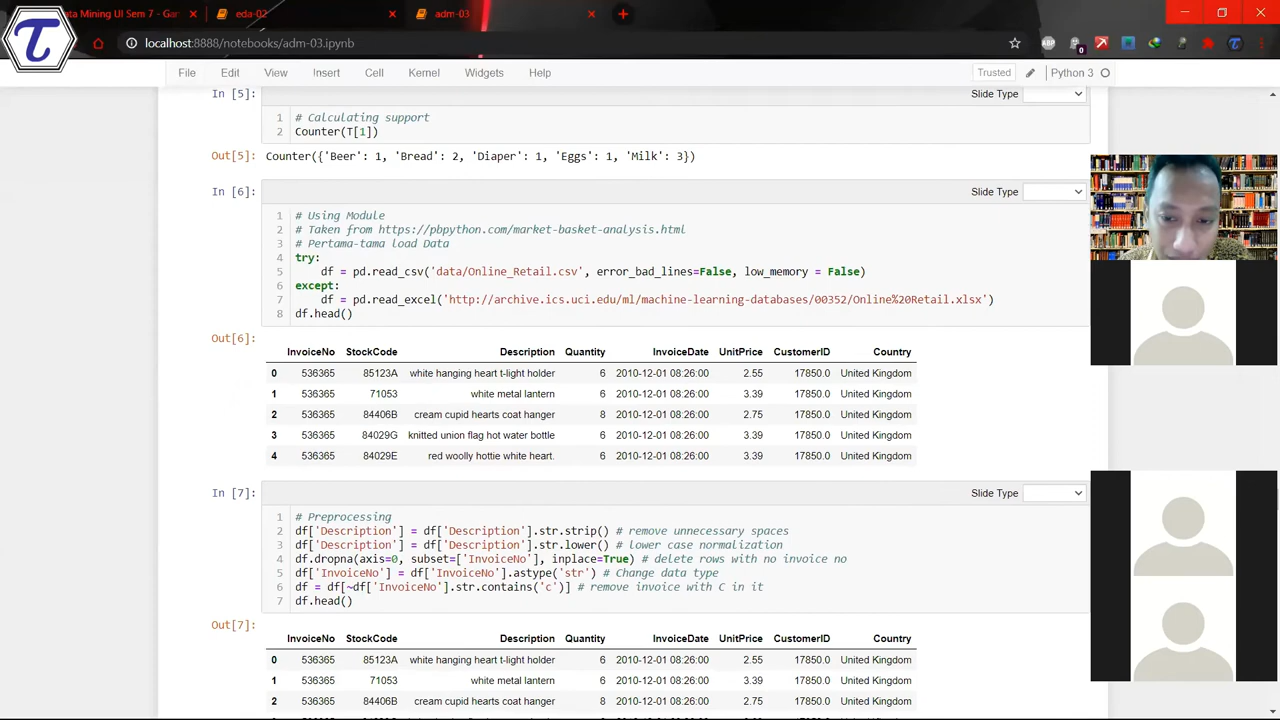 ata Mining UI Sem 7 - Ga
eda-02
adm-03
localhost:8888/notebooks/adm-03.ipynb
ABP
0
File Edit View Insert Cell Kernel Widgets Help
Trusted
Python 3
In [5]:
Slide Type
1 # Calculating support
2 Counter(T[1])
Out[5]: Counter({'Beer': 1, 'Bread': 2, 'Diaper': 1, 'Eggs': 1, 'Milk': 3})
In [6]:
Slide Type
1 # Using Module
2 # Taken from https://pbpython.com/market-basket-analysis.html
3 # Pertama-tama load Data
4 try:
5 df = pd.read_csv('data/Online_Retail.csv', error_bad_lines=False, low_memory = False)
6 except:
7 df = pd.read_excel('http://archive.ics.uci.edu/ml/machine-learning-databases/00352/Online%20Retail.xlsx')
8 df.head()
Out[6]:
InvoiceNo StockCode Description Quantity InvoiceDate UnitPrice CustomerID Country
0 536365 85123A white hanging heart t-light holder 6 2010-12-01 08:26:00 2.55 17850.0 United Kingdom
1 536365 71053 white metal lantern 6 2010-12-01 08:26:00 3.39 17850.0 United Kingdom
2 536365 84406B cream cupid hearts coat hanger 8 2010-12-01 08:26:00 2.75 17850.0 United Kingdom
3 536365 84029G knitted union flag hot water bottle 6 2010-12-01 08:26:00 3.39 17850.0 United Kingdom
4 536365 84029E red woolly hottie white heart. 6 2010-12-01 08:26:00 3.39 17850.0 United Kingdom
In [7]:
Slide Type
1 # Preprocessing
2 df['Description'] = df['Description'].str.strip() # remove unnecessary spaces
3 df['Description'] = df['Description'].str.lower() # lower case normalization
4 df.dropna(axis=0, subset=['InvoiceNo'], inplace=True) # delete rows with no invoice no
5 df['InvoiceNo'] = df['InvoiceNo'].astype('str') # Change data type
6 df = df[~df['InvoiceNo'].str.contains('c')] # remove invoice with C in it
7 df.head()
Out[7]:
InvoiceNo StockCode Description Quantity InvoiceDate UnitPrice CustomerID Country
0 536365 85123A white hanging heart t-light holder 6 2010-12-01 08:26:00 2.55 17850.0 United Kingdom
1 536365 71053 white metal lantern 6 2010-12-01 08:26:00 3.39 17850.0 United Kingdom
2 536365 84406B cream cupid hearts coat hanger 8 2010-12-01 08:26:00 2.75 17850.0 United Kingdom